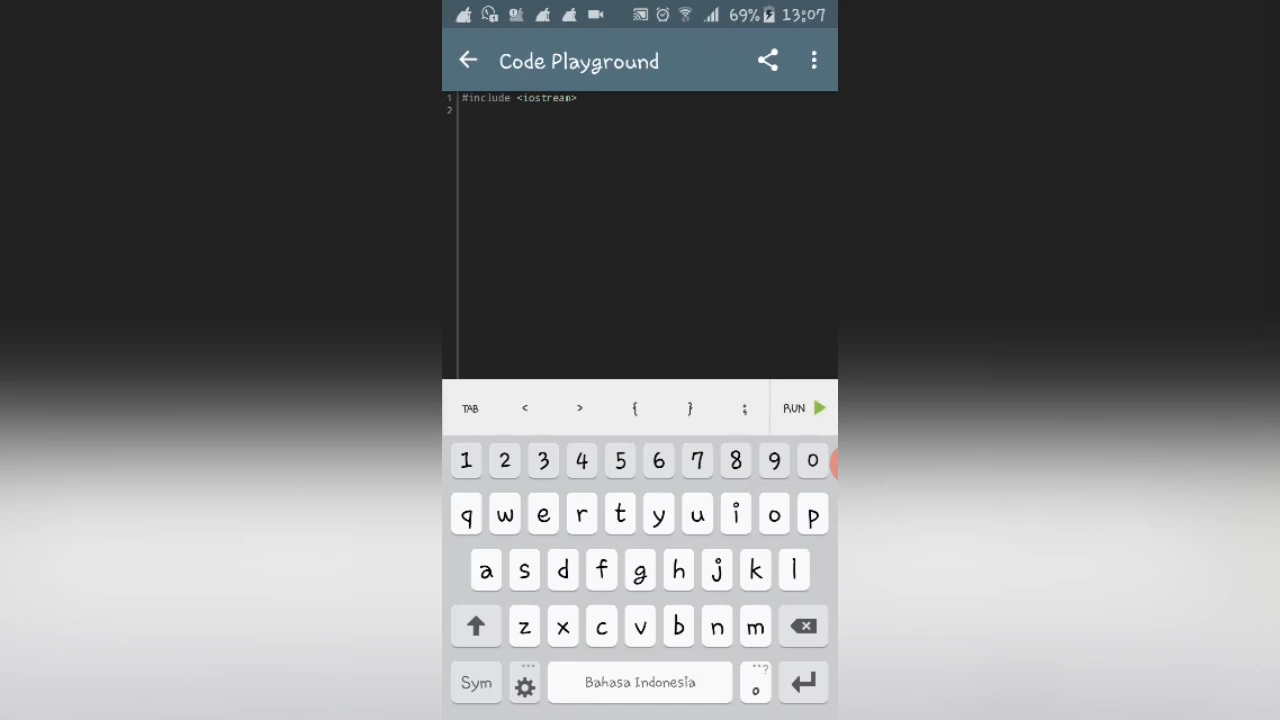 69% 13:07
Code Playground
1 #include <iostream>
2
TAB < > { } ; RUN
1 2 3 4 5 6 7 8 9 0
q w e r t y u i o p
a s d f g h j k l
z x c v b n m
Sym Bahasa Indonesia